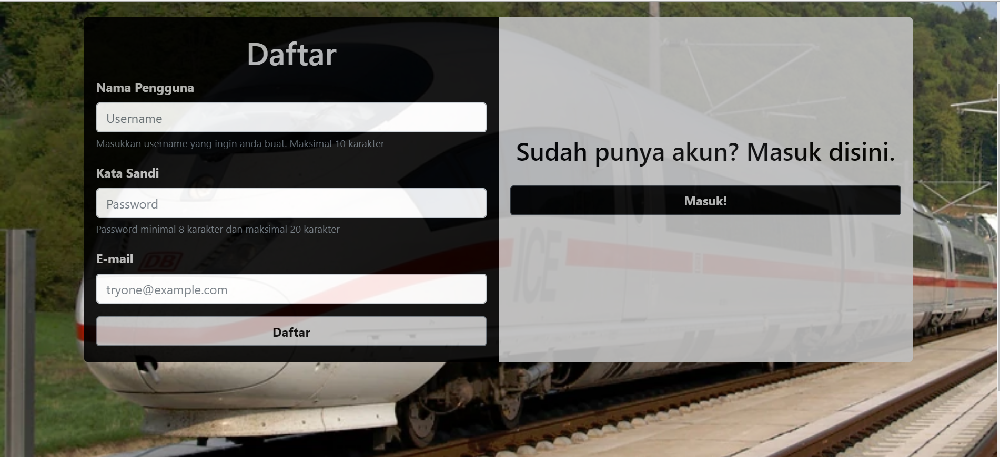 Daftar
Nama Pengguna
Username
Masukkan username yang ingin anda buat. Maksimal 10 karakter
Kata Sandi
Password
Password minimal 8 karakter dan maksimal 20 karakter
E-mail
DB
tryone@example.com
Daftar
Sudah punya akun? Masuk disini.
Masuk!
ICE